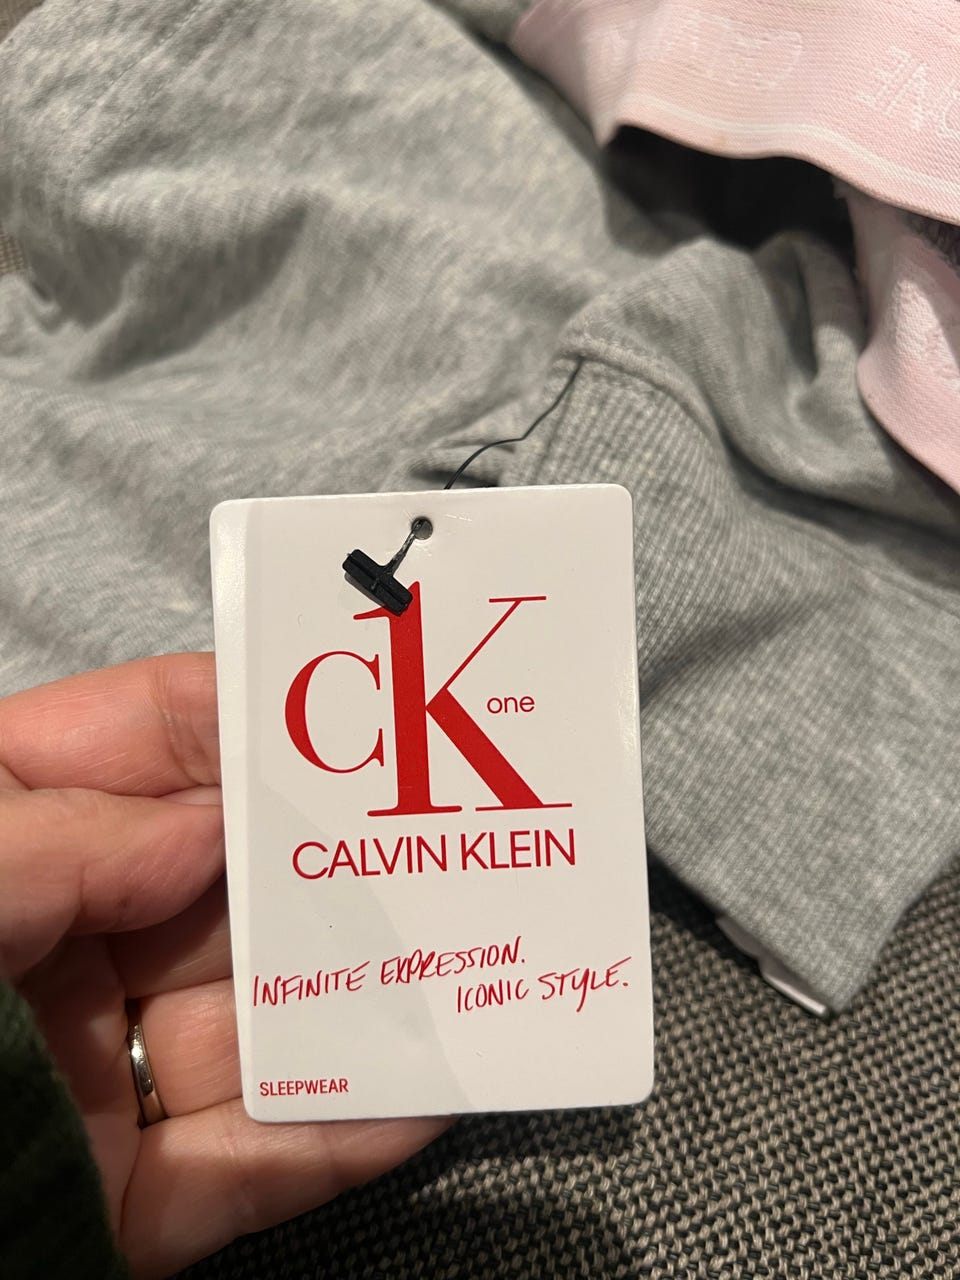 cK
one
CALVIN KLEIN
INFINITE EXPRESSION.
ICONIC STYLE.
SLEEPWEAR